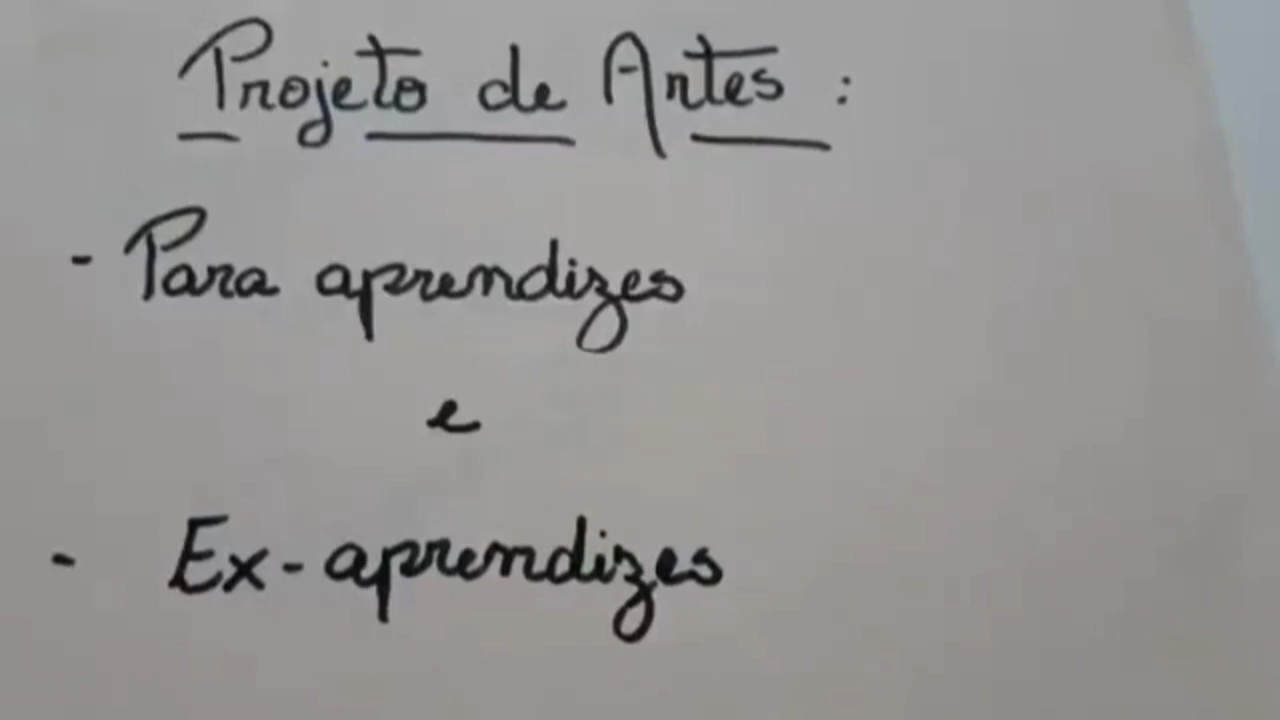 Projeto de Artes :
- Para aprendizes
e
- Ex-aprendizes